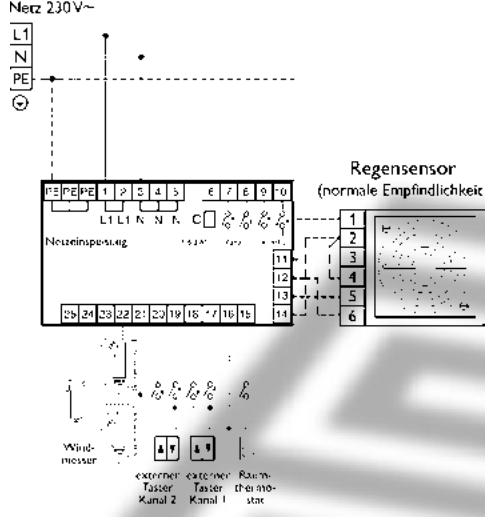 Netz 230V~
L1
N
PE
PE PE PE 1 2 3 4 5 6 7 8 9 10
L1 L1 N N N C
Netzeinspeisung
11
12
13
14
25 24 23 22 21 20 19 18 17 16 15
Regensensor
(normale Empfindlichkeit
1
2
3
4
5
6
Wind-
messer
externer
Taster
Kanal 2
externer
Taster
Kanal 1
Raum-
thermo-
stat